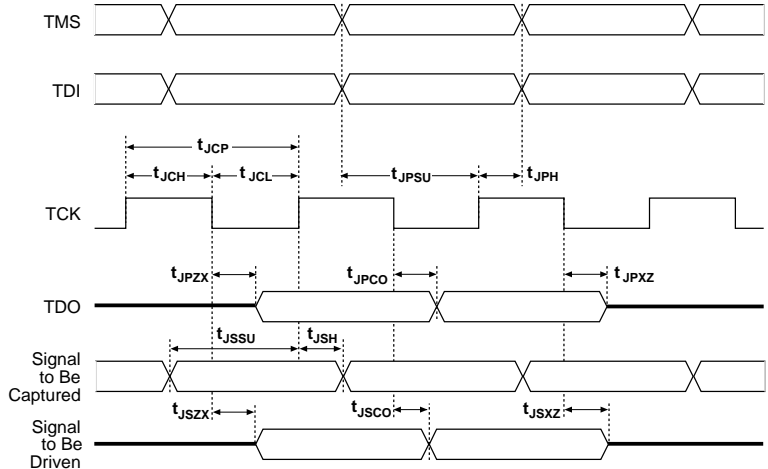 TMS
TDI
tJCP
tJCH
tJCL
tJPSU
tJPH
TCK
tJPZX
tJPCO
tJPXZ
TDO
tJSSU
tJSH
Signal
to Be
Captured
tJSZX
tJSCO
tJSXZ
Signal
to Be
Driven